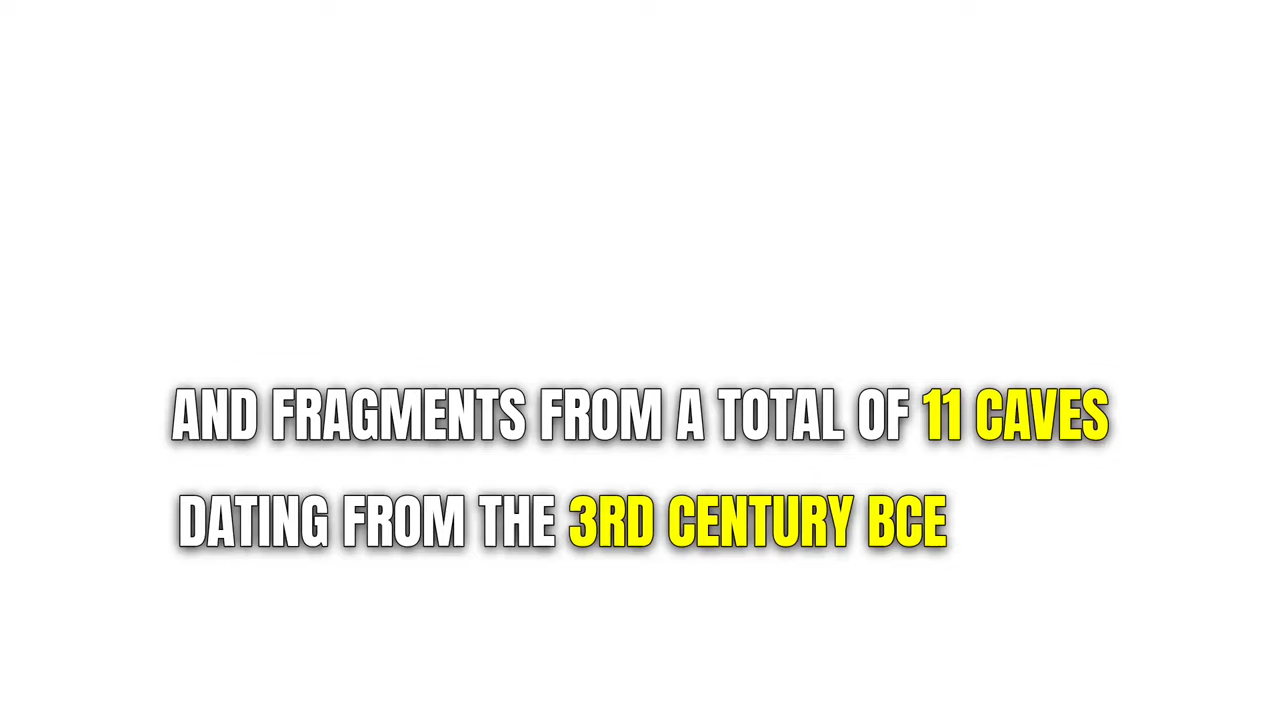 AND FRAGMENTS FROM A TOTAL OF 11 CAVES
DATING FROM THE 3RD CENTURY BCE